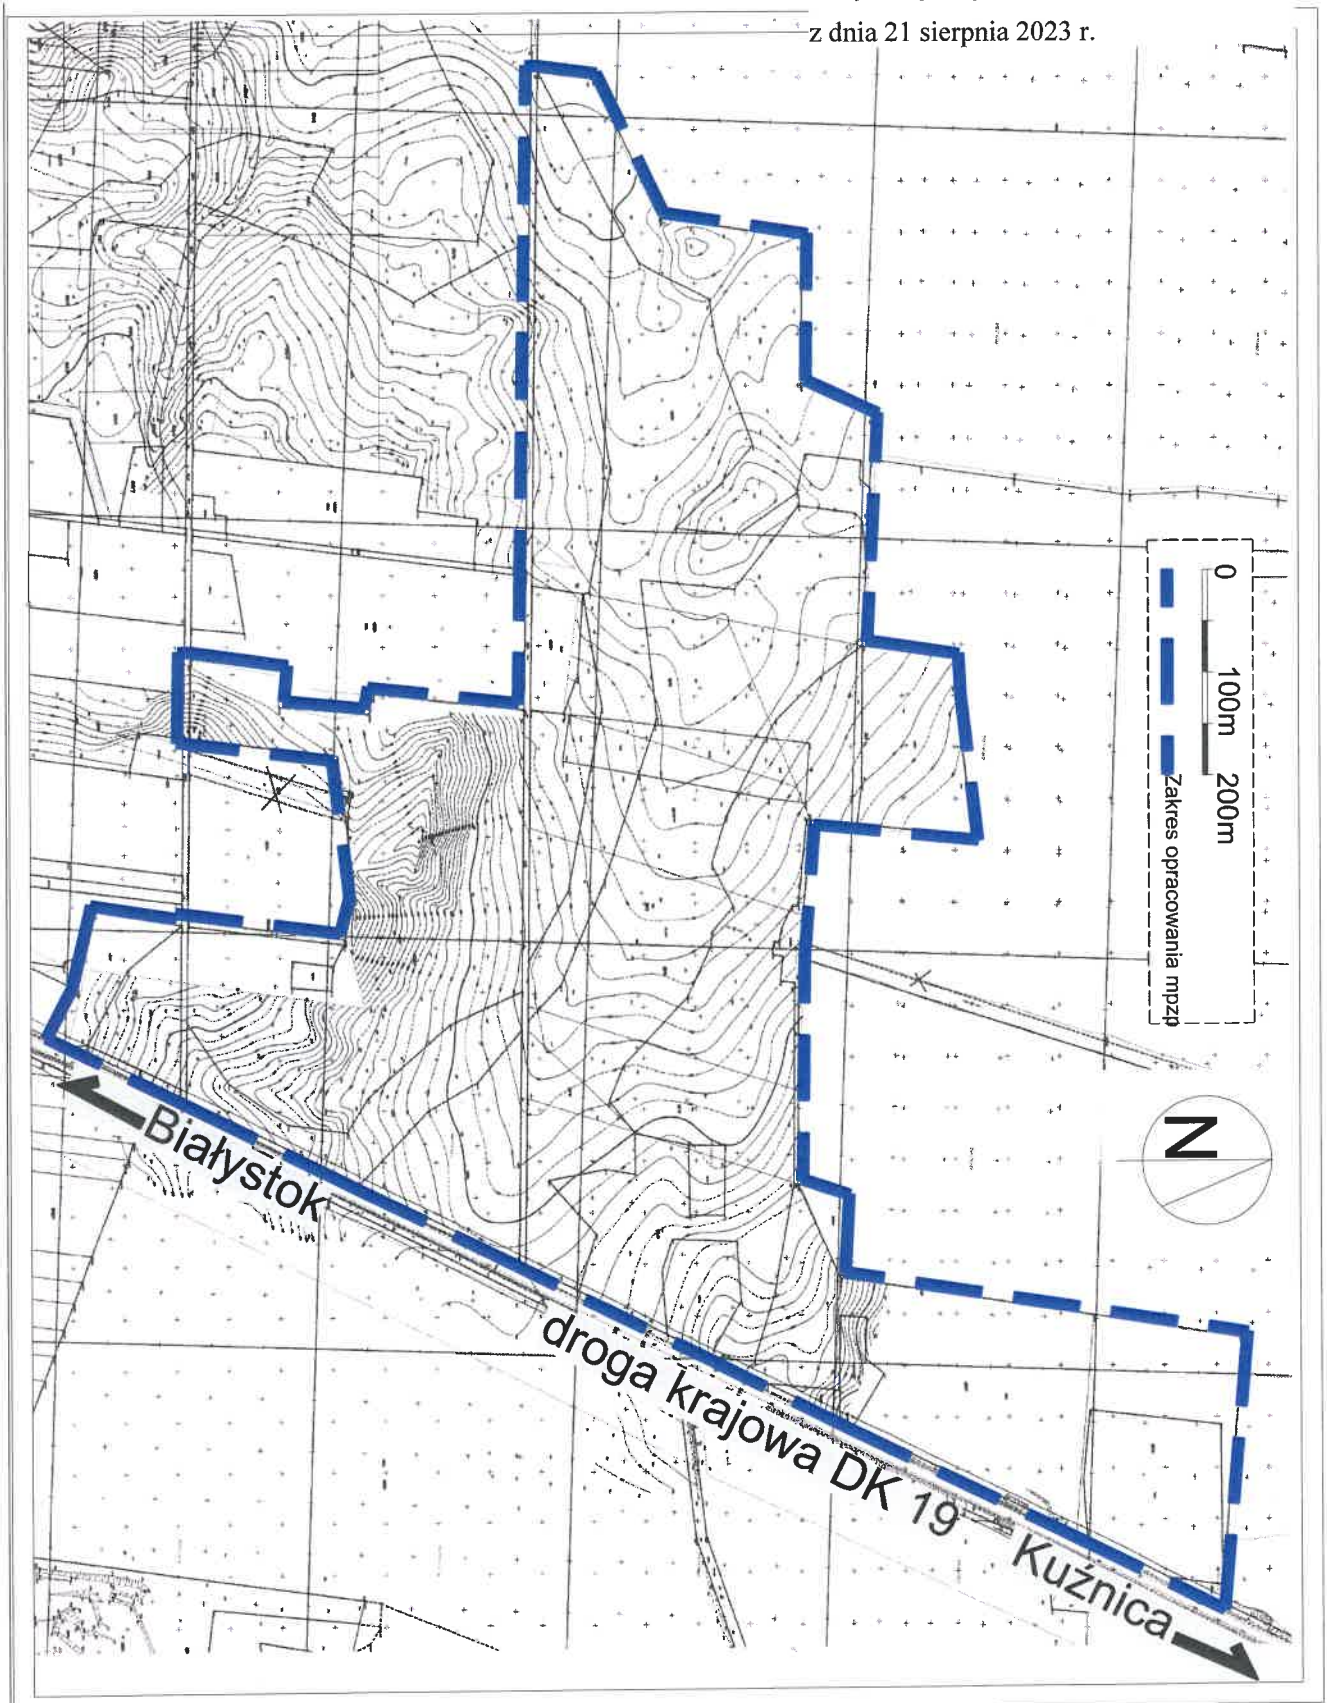 z dnia 21 sierpnia 2023 r.
0 100m 200m
Zakres opracowania mpzp
N
Białystok
droga krajowa DK 19
Kuźnica